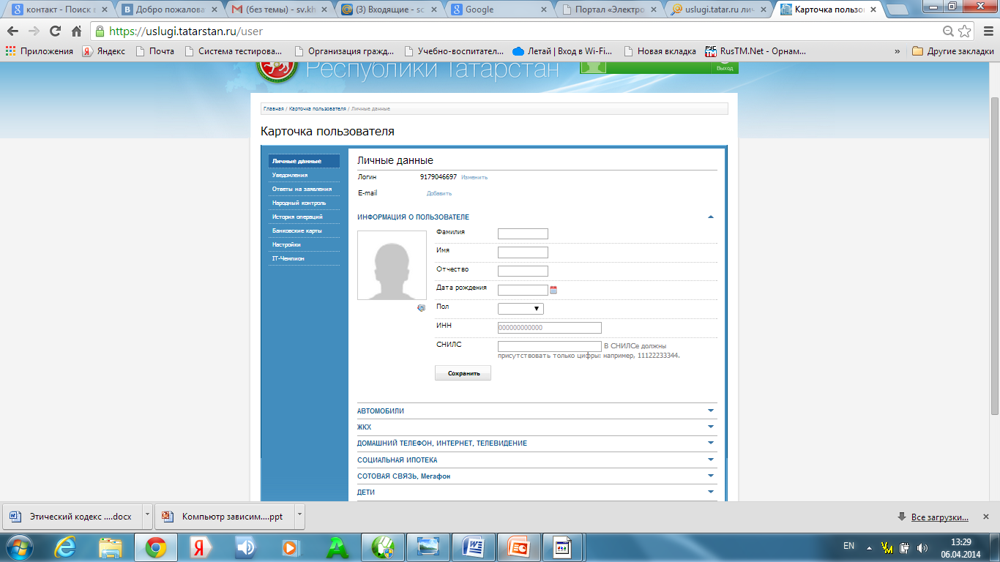 контакт - Поиск в
Добро пожалова
(без темы) - sv.kh
(3) Входящие - sc
Google
Портал «Электро
uslugi.tatar.ru ли
Карточка пользо
https://uslugi.tatarstan.ru/user
Приложения
Яндекс
Почта
Система тестирова...
Организация гражд...
Учебно-воспитател...
Летай | Вход в Wi-Fi...
Новая вкладка
RusTM.Net - Орнам...
»
Другие закладки
Республики Татарстан
Выход
Главная / Карточка пользователя / Личные данные
Карточка пользователя
Личные данные
Уведомления
Ответы на заявления
Народный контроль
История операций
Банковские карты
Настройки
IT-Чемпион
Личные данные
Логин 9179046697 Изменить
E-mail Добавить
ИНФОРМАЦИЯ О ПОЛЬЗОВАТЕЛЕ
Фамилия
Имя
Отчество
Дата рождения
Пол
ИНН 000000000000
СНИЛС В СНИЛСе должны
присутствовать только цифры: например, 11122233344.
Сохранить
АВТОМОБИЛИ
ЖКХ
ДОМАШНИЙ ТЕЛЕФОН, ИНТЕРНЕТ, ТЕЛЕВИДЕНИЕ
СОЦИАЛЬНАЯ ИПОТЕКА
СОТОВАЯ СВЯЗЬ, Мегафон
ДЕТИ
Этический кодекс ....docx
Компьютр зависим....ppt
Все загрузки...
EN
13:29
06.04.2014